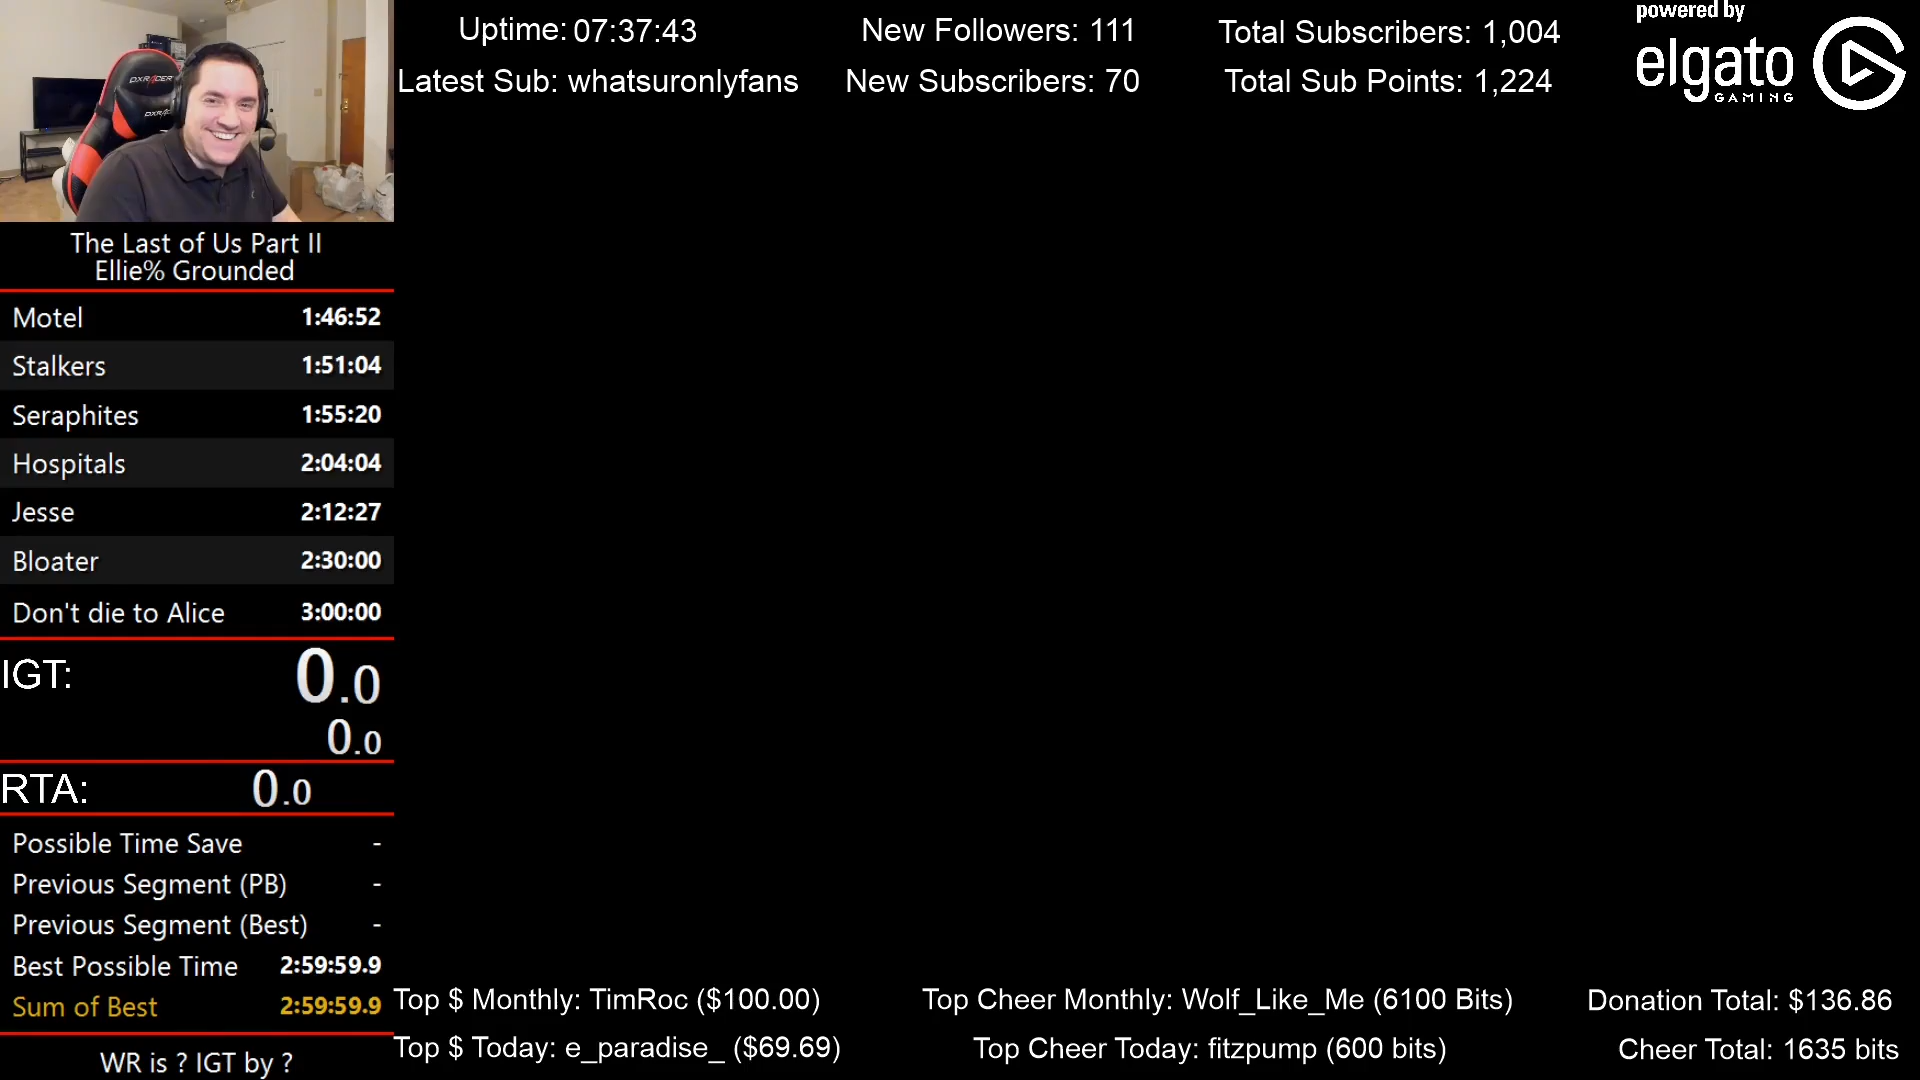 Uptime: 07:37:43
New Followers: 111
Total Subscribers: 1,004
Latest Sub: whatsuronlyfans
New Subscribers: 70
Total Sub Points: 1,224
powered by
elgato
GAMING
DXRACER
The Last of Us Part II
Ellie% Grounded
Motel 1:46:52
Stalkers 1:51:04
Seraphites 1:55:20
Hospitals 2:04:04
Jesse 2:12:27
Bloater 2:30:00
Don't die to Alice 3:00:00
IGT: 0.0
0.0
RTA: 0.0
Possible Time Save -
Previous Segment (PB) -
Previous Segment (Best) -
Best Possible Time 2:59:59.9
Sum of Best 2:59:59.9
WR is ? IGT by ?
Top $ Monthly: TimRoc ($100.00)
Top Cheer Monthly: Wolf_Like_Me (6100 Bits)
Donation Total: $136.86
Top $ Today: e_paradise_ ($69.69)
Top Cheer Today: fitzpump (600 bits)
Cheer Total: 1635 bits